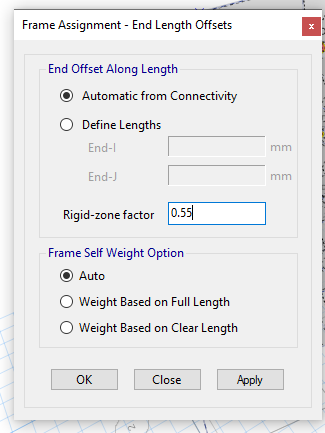 Frame Assignment - End Length Offsets
x
End Offset Along Length
Automatic from Connectivity
Define Lengths
End-I
mm
End-J
mm
Rigid-zone factor
0.55
Frame Self Weight Option
Auto
Weight Based on Full Length
Weight Based on Clear Length
OK
Close
Apply